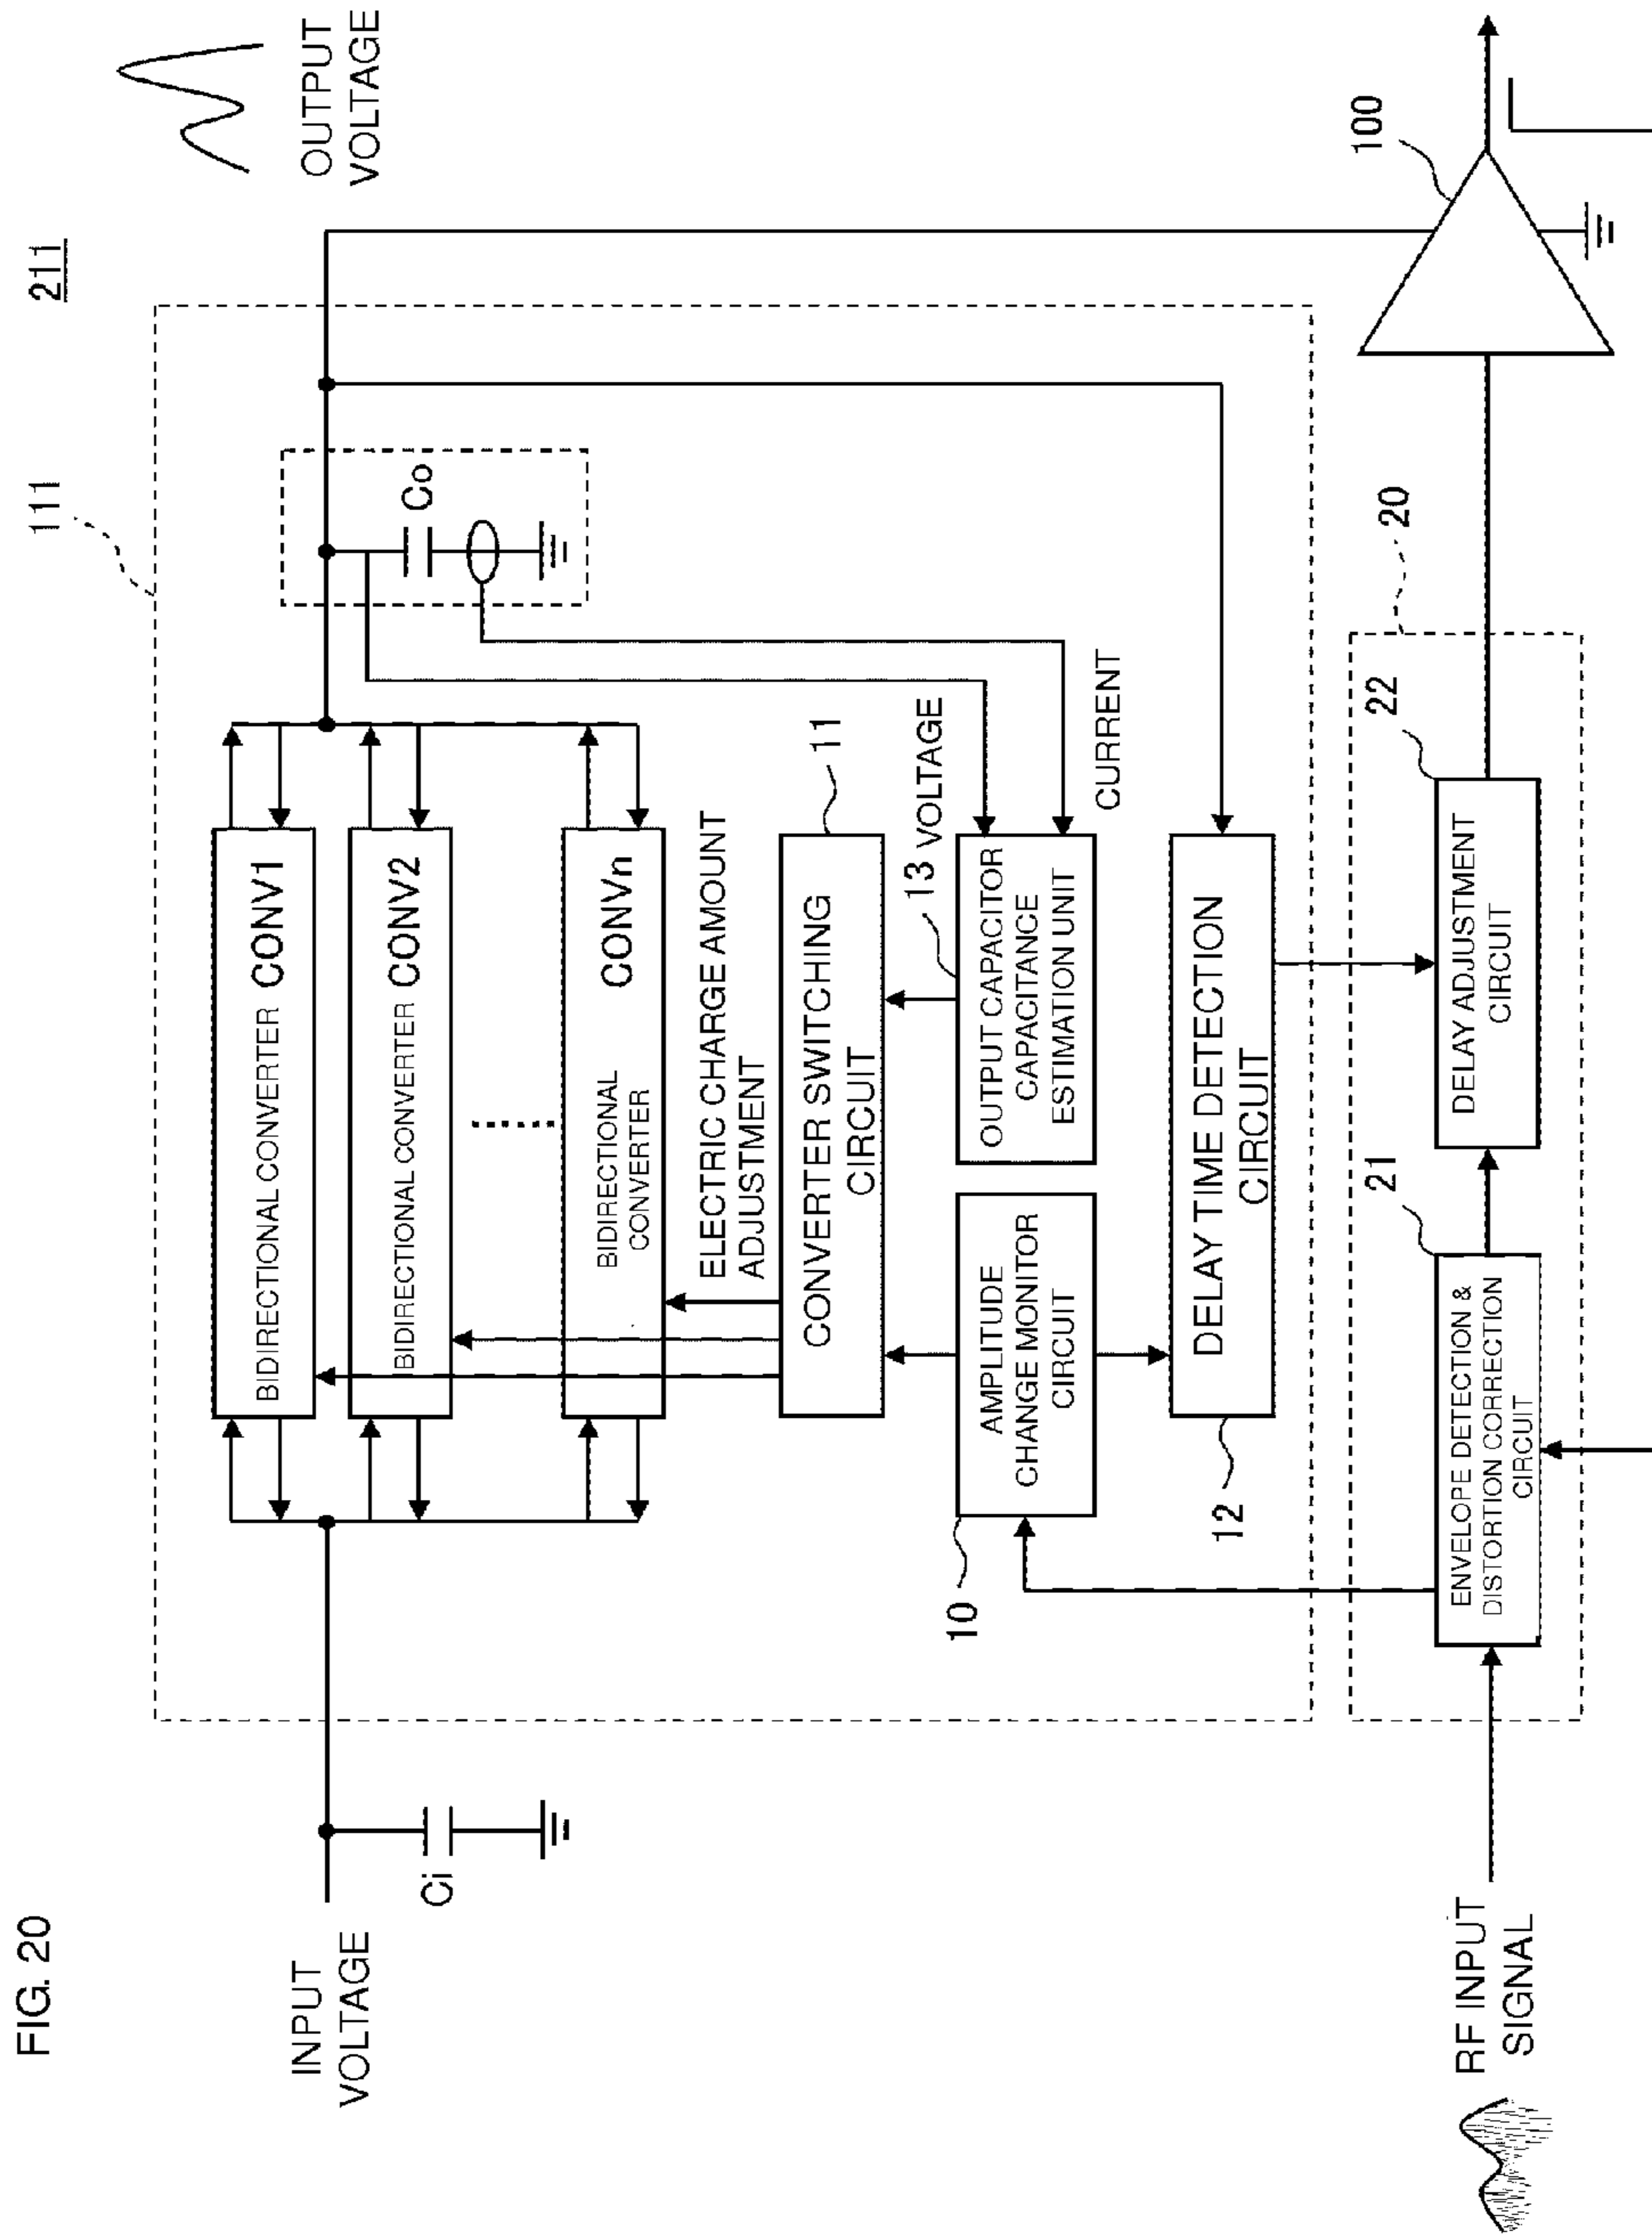 FIG. 20
211
111
INPUT
VOLTAGE
OUTPUT
VOLTAGE
Ci
Co
BIDIRECTIONAL CONVERTER CONV1
BIDIRECTIONAL CONVERTER CONV2
BIDIRECTIONAL
CONVERTER
CONVn
ELECTRIC CHARGE AMOUNT
ADJUSTMENT
11
CONVERTER SWITCHING
CIRCUIT
13
VOLTAGE
CURRENT
10
AMPLITUDE
CHANGE MONITOR
CIRCUIT
OUTPUT CAPACITOR
CAPACITANCE
ESTIMATION UNIT
12
DELAY TIME DETECTION
CIRCUIT
20
100
21
22
RF INPUT
SIGNAL
ENVELOPE DETECTION &
DISTORTION CORRECTION
CIRCUIT
DELAY ADJUSTMENT
CIRCUIT